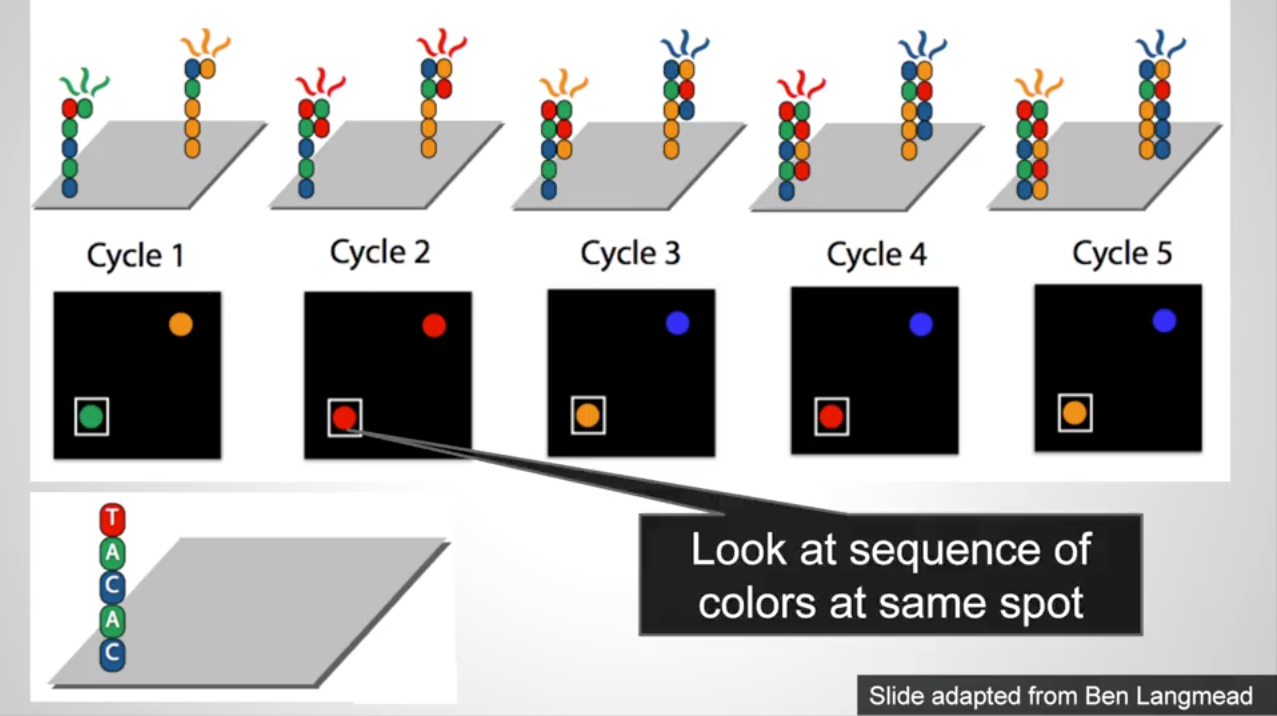 Cycle 1
Cycle 2
Cycle 3
Cycle 4
Cycle 5
T
A
C
A
C
Look at sequence of
colors at same spot
Slide adapted from Ben Langmead